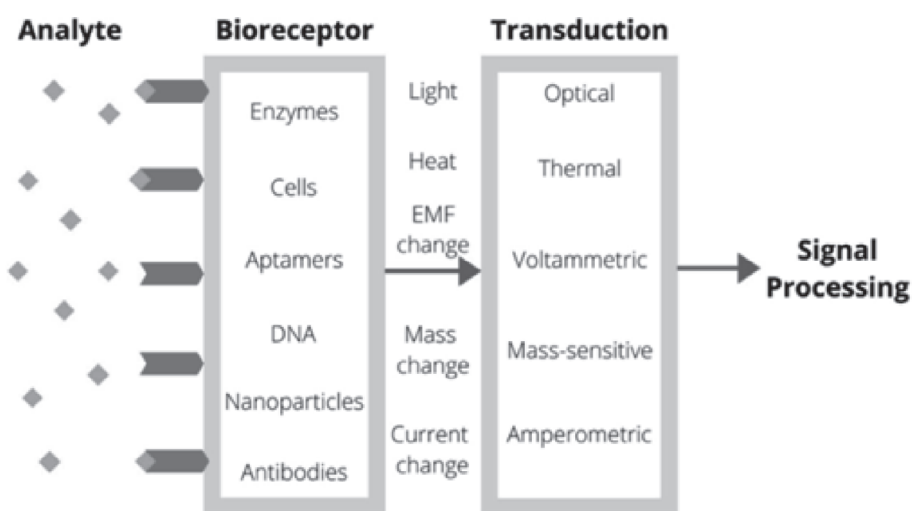 Analyte
Bioreceptor
Transduction
Enzymes
Cells
Aptamers
DNA
Nanoparticles
Antibodies
Light
Heat
EMF
change
Mass
change
Current
change
Optical
Thermal
Voltammetric
Mass-sensitive
Amperometric
Signal
Processing